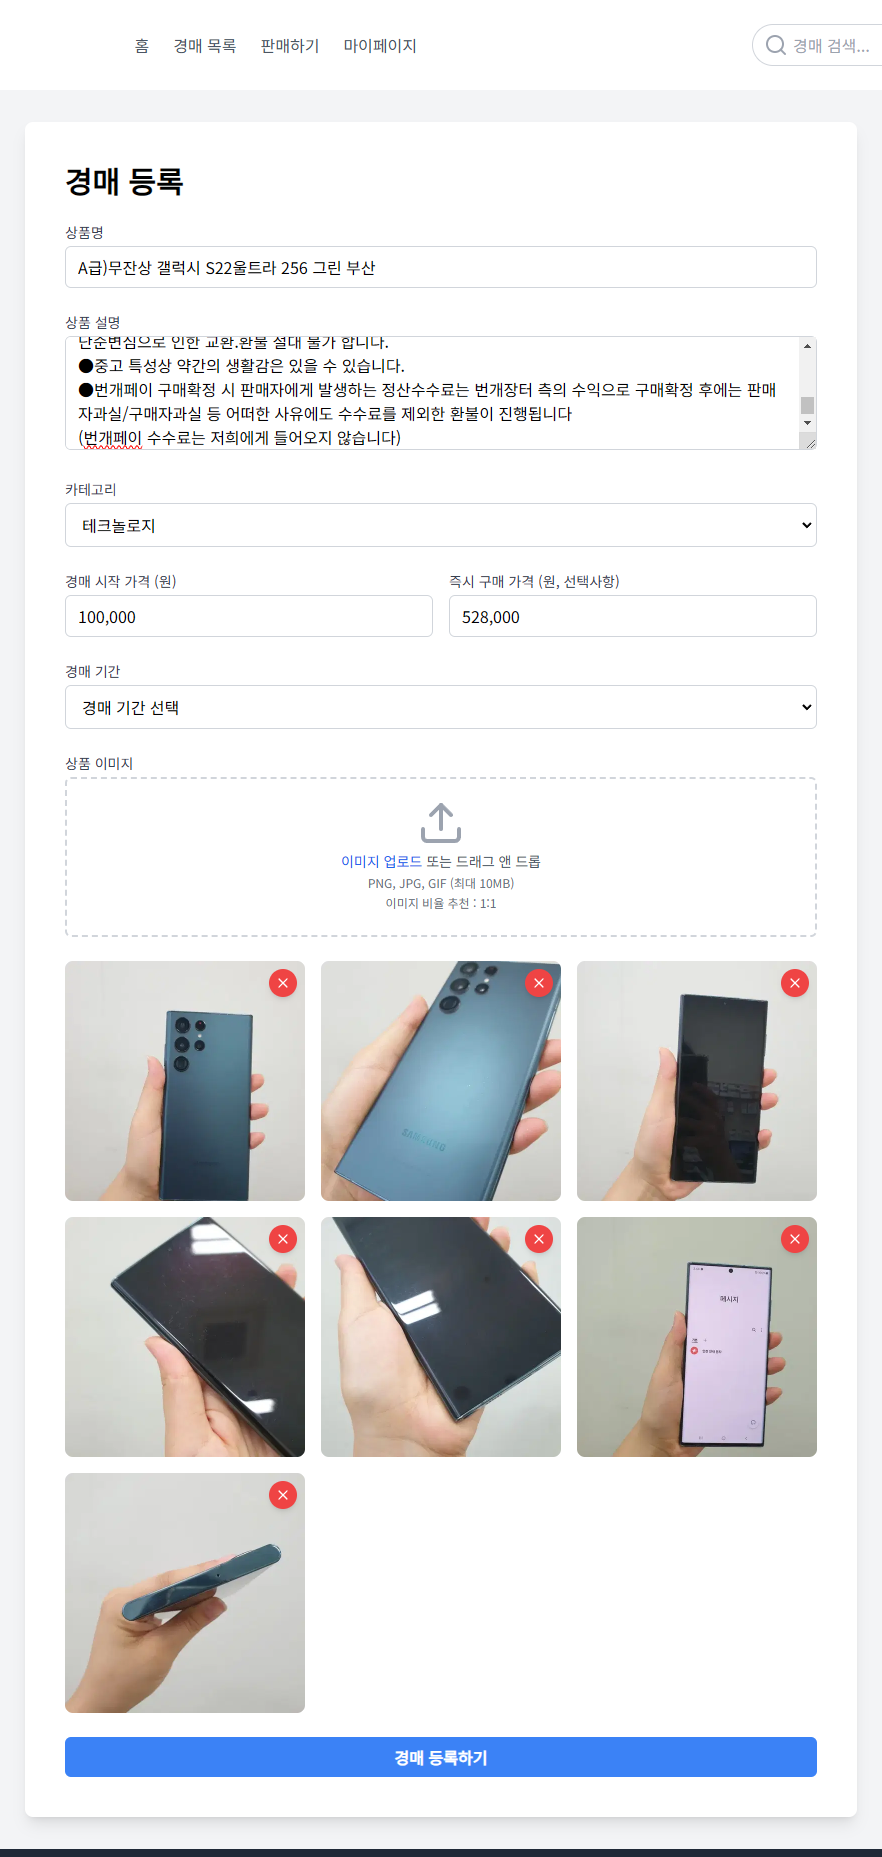 홈 경매 목록 판매하기 마이페이지 경매 검색...
경매 등록
상품명
A급)무잔상 갤럭시 S22울트라 256 그린 부산
상품 설명
단순변심으로 인한 교환.환불 절대 불가 합니다.
●중고 특성상 약간의 생활감은 있을 수 있습니다.
●번개페이 구매확정 시 판매자에게 발생하는 정산수수료는 번개장터 측의 수익으로 구매확정 후에는 판매
자과실/구매자과실 등 어떠한 사유에도 수수료를 제외한 환불이 진행됩니다
(번개페이 수수료는 저희에게 들어오지 않습니다)
카테고리
테크놀로지
경매 시작 가격 (원) 즉시 구매 가격 (원, 선택사항)
100,000 528,000
경매 기간
경매 기간 선택
상품 이미지
이미지 업로드 또는 드래그 앤 드롭
PNG, JPG, GIF (최대 10MB)
이미지 비율 추천 : 1:1
SAMSUNG
메시지
경매 등록하기